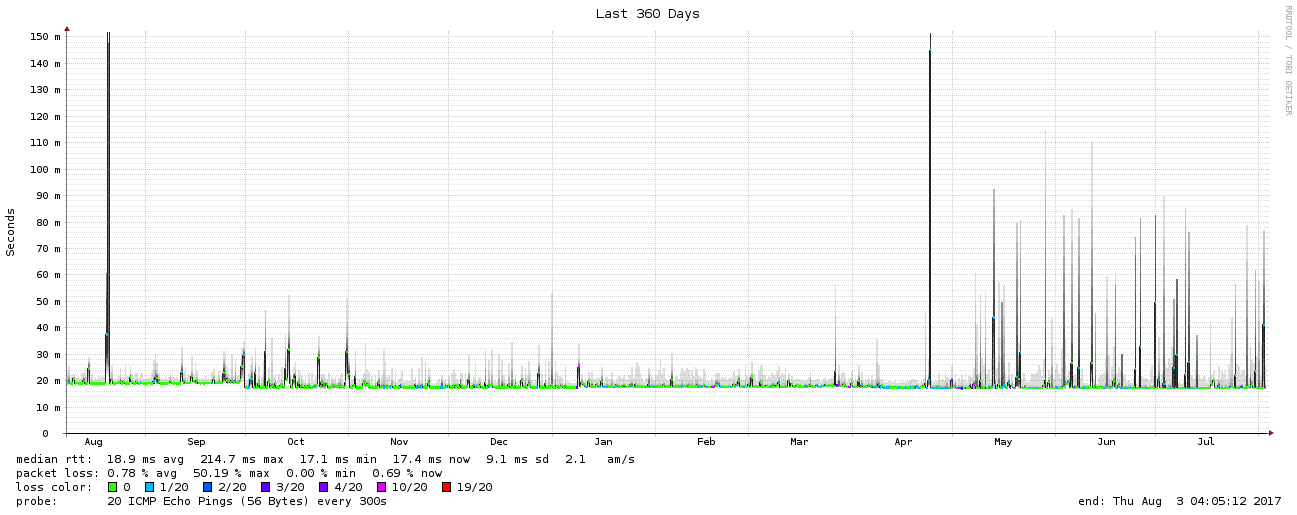 Last 360 Days
RRDTOOL / TOBI OETIKER
Seconds
150 m
140 m
130 m
120 m
110 m
100 m
90 m
80 m
70 m
60 m
50 m
40 m
30 m
20 m
10 m
0
Aug Sep Oct Nov Dec Jan Feb Mar Apr May Jun Jul
median rtt: 18.9 ms avg 214.7 ms max 17.1 ms min 17.4 ms now 9.1 ms sd 2.1 am/s
packet loss: 0.78 % avg 50.19 % max 0.00 % min 0.69 % now
loss color: 0 1/20 2/20 3/20 4/20 10/20 19/20
probe: 20 ICMP Echo Pings (56 Bytes) every 300s end: Thu Aug 3 04:05:12 2017